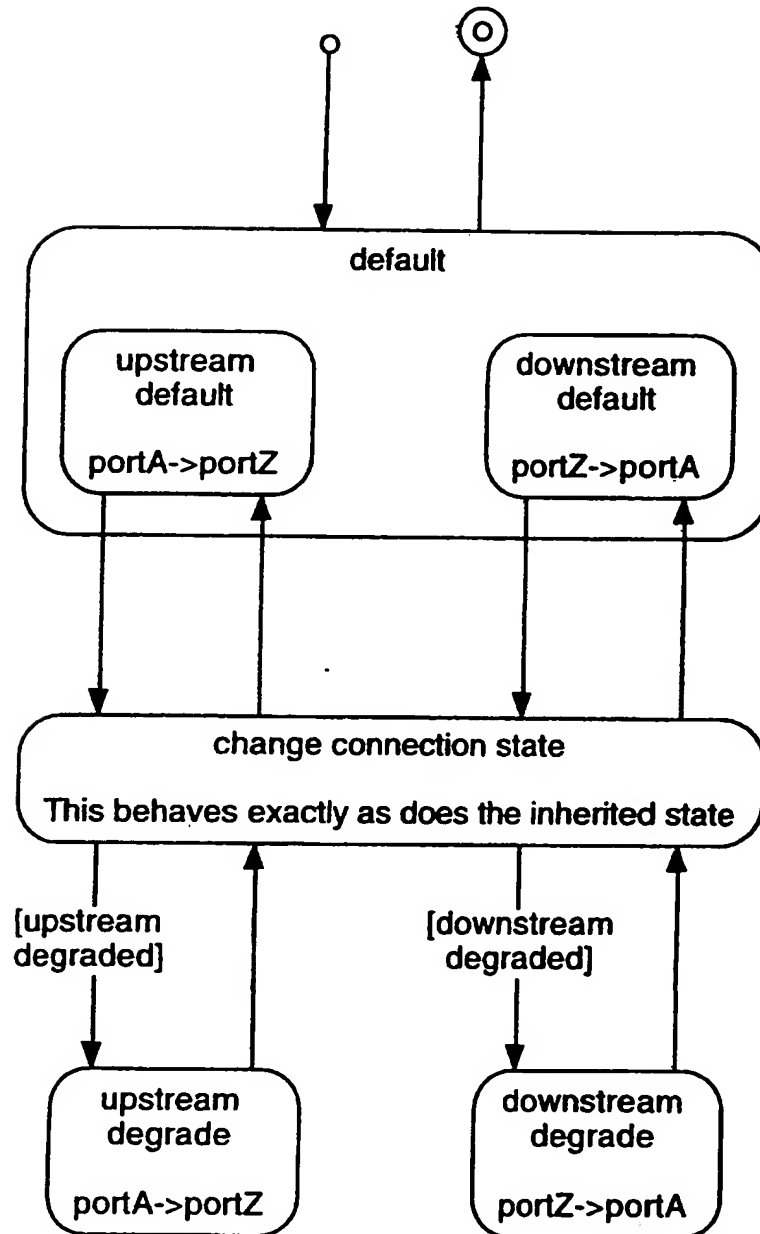 default
upstream
default
portA->portZ
downstream
default
portZ->portA
change connection state
This behaves exactly as does the inherited state
[upstream
degraded]
[downstream
degraded]
upstream
degrade
portA->portZ
downstream
degrade
portZ->portA